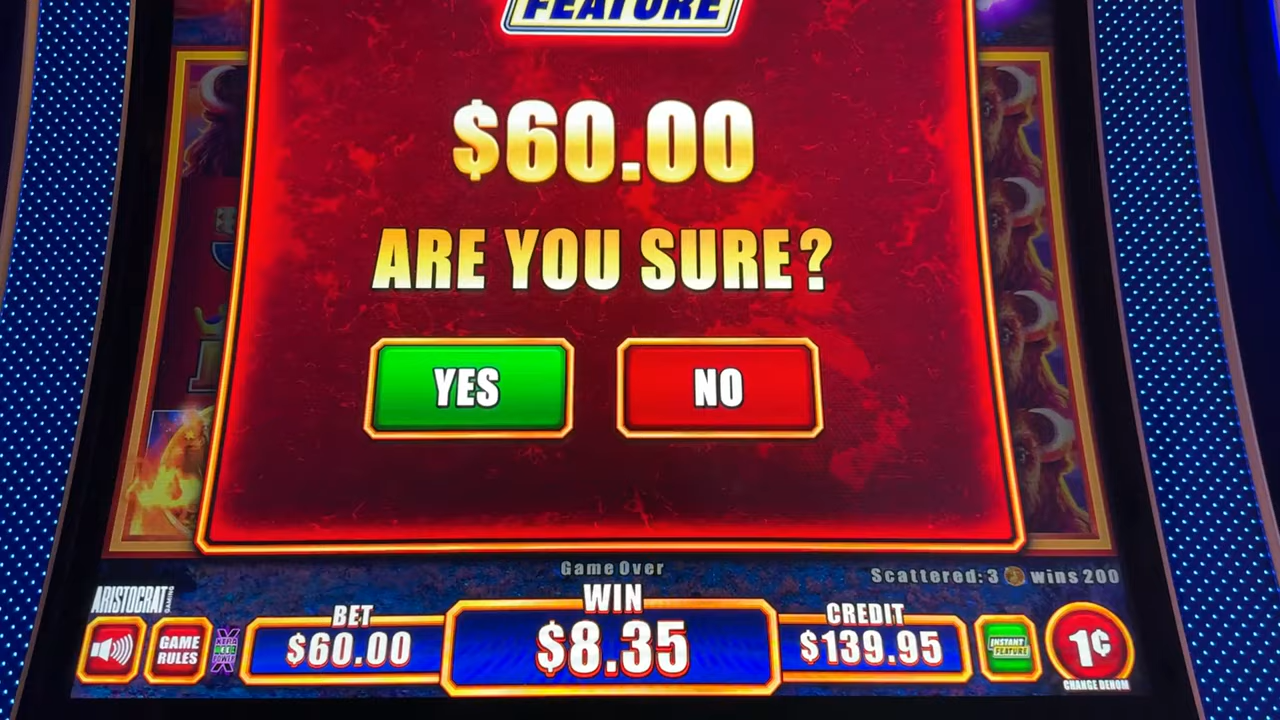 FEATURE
$60.00
ARE YOU SURE?
YES
NO
Game Over
Scattered: 3 wins 200
ARISTOCRAT
GAMING
GAME
RULES
BET
$60.00
WIN
$8.35
CREDIT
$139.95
INSTANT
FEATURE
1¢
CHANGE DENOM